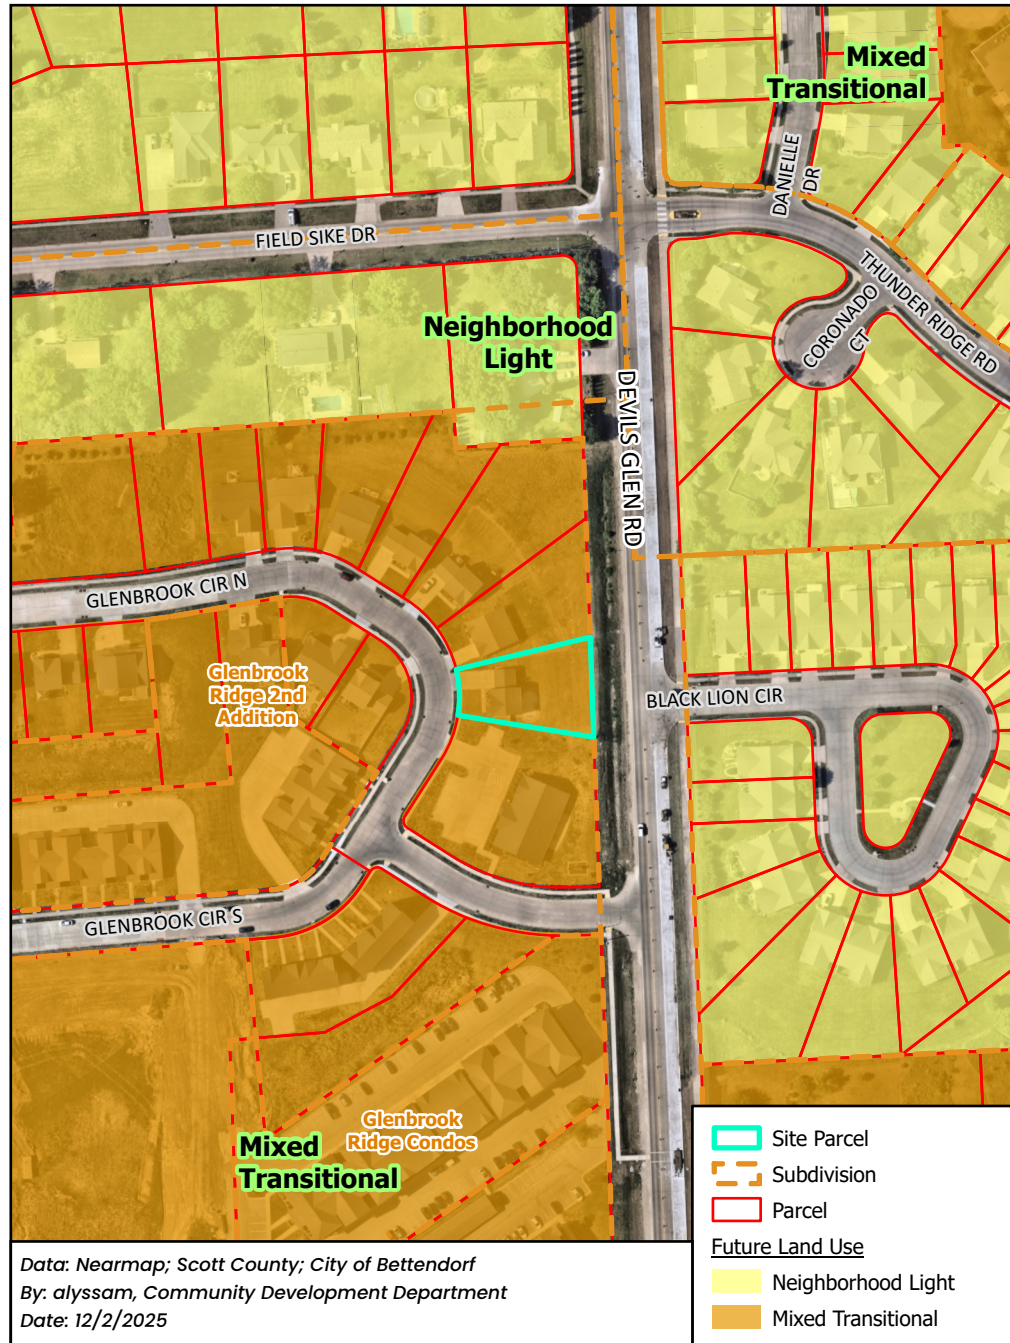 Mixed
Transitional
DANIELLE
DR
FIELD SIKE DR
THUNDER RIDGE RD
CORONADO
CT
Neighborhood
Light
DEVILS GLEN RD
GLENBROOK CIR N
Glenbrook
Ridge 2nd
Addition
BLACK LION CIR
GLENBROOK CIR S
Glenbrook
Ridge Condos
Mixed
Transitional
Site Parcel
Subdivision
Parcel
Future Land Use
Neighborhood Light
Mixed Transitional
Data: Nearmap; Scott County; City of Bettendorf
By: alyssam, Community Development Department
Date: 12/2/2025